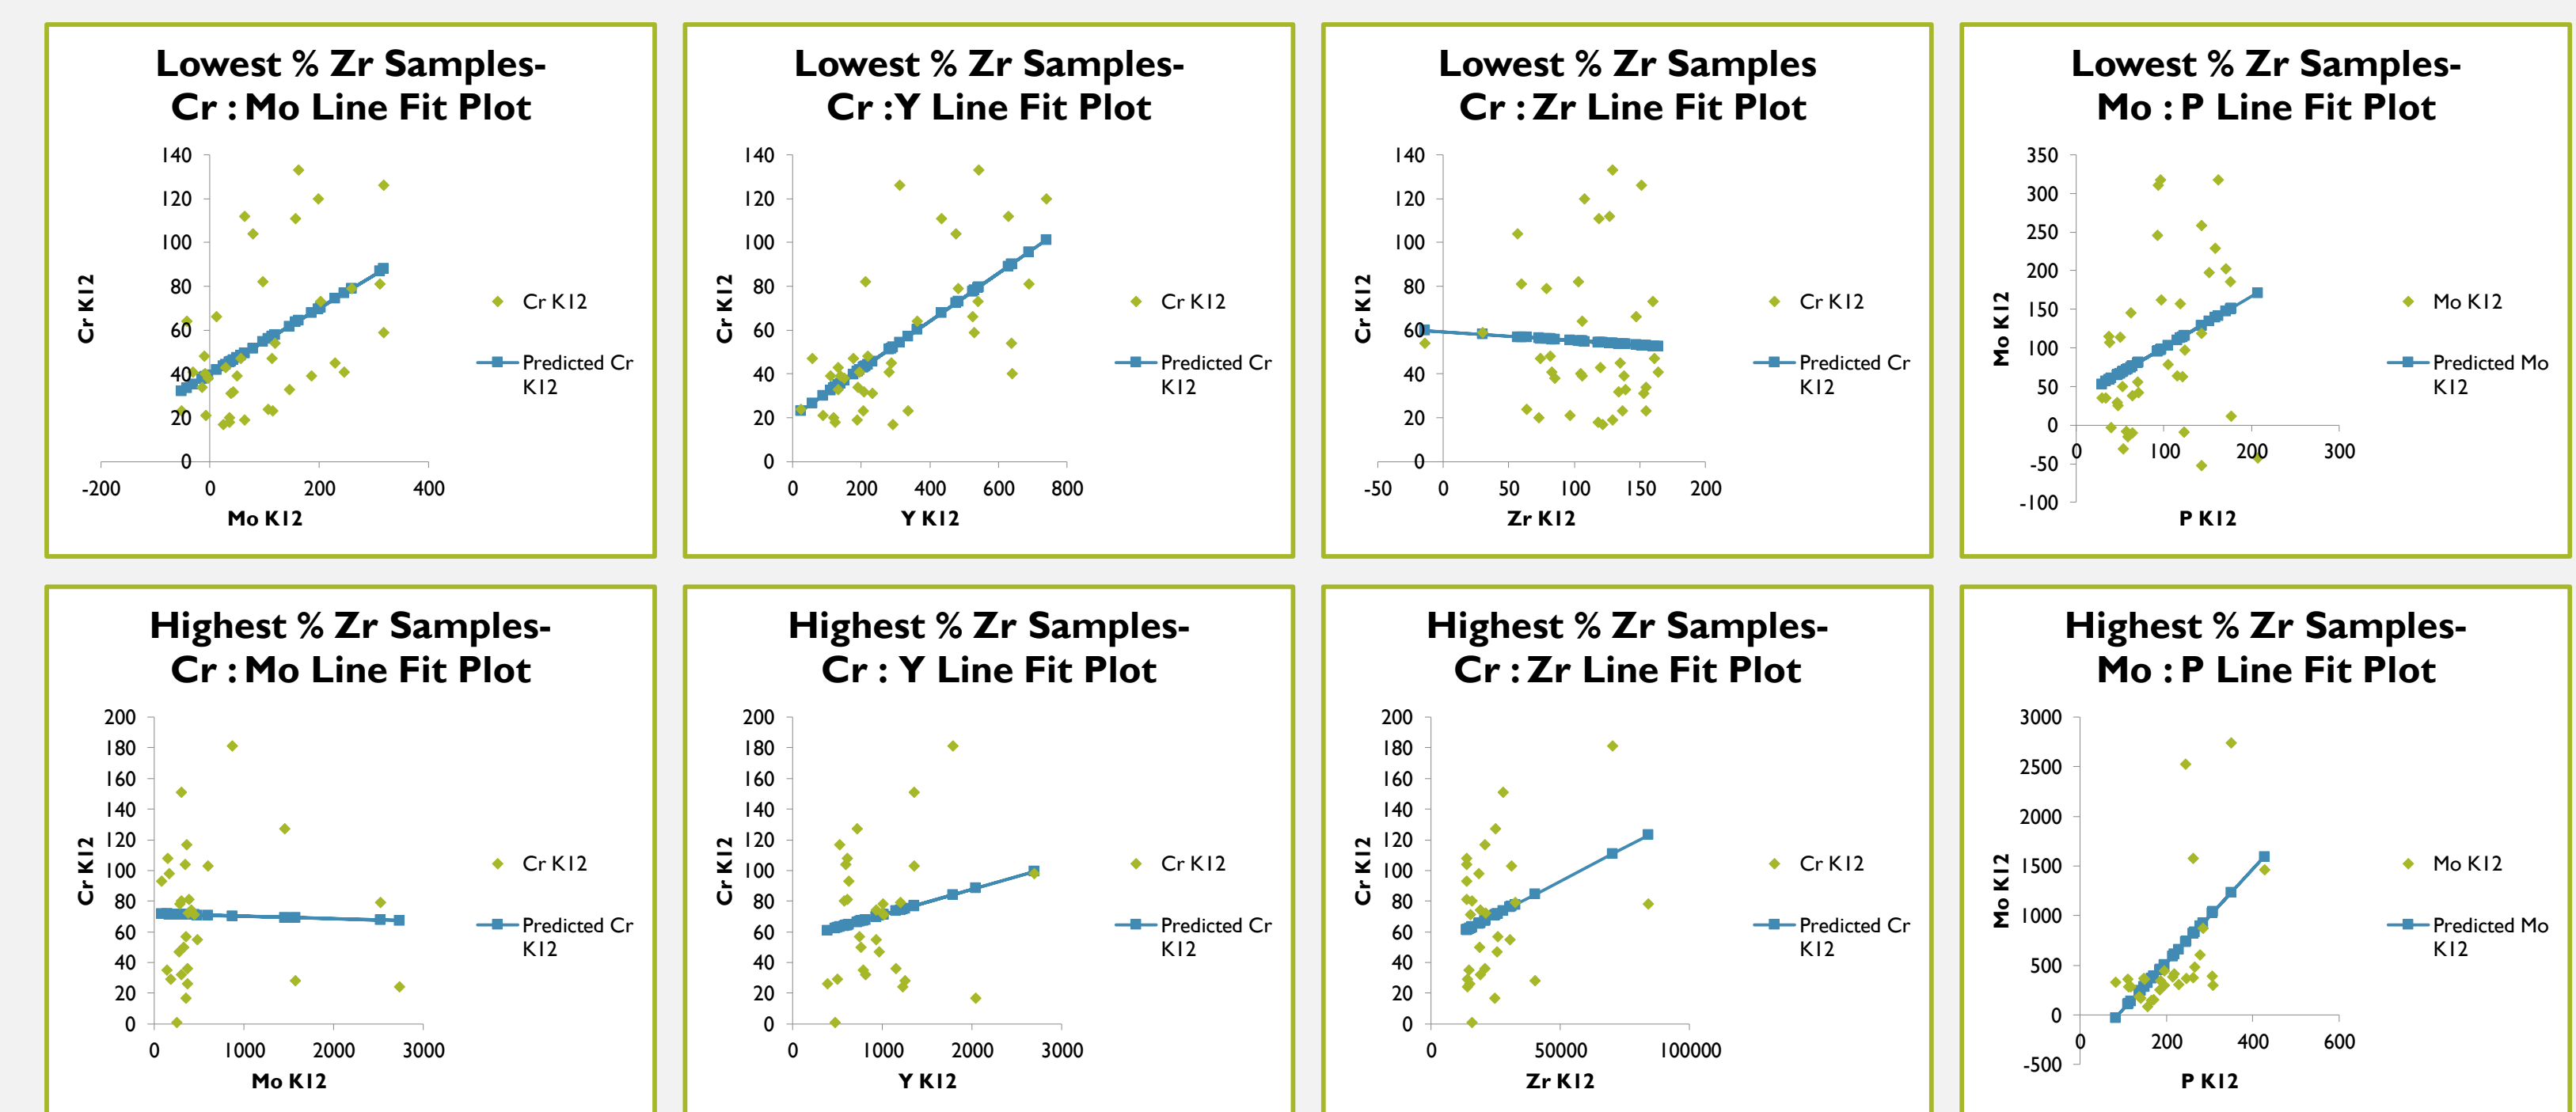 Lowest % Zr Samples-
Cr : Mo Line Fit Plot
140
120
100
80
60
40
20
0
-200
0
200
400
Cr K12
Mo K12
Cr K12
Predicted Cr
K12
Lowest % Zr Samples-
Cr :Y Line Fit Plot
140
120
100
80
60
40
20
0
0
200
400
600
800
Cr K12
Y K12
Cr K12
Predicted Cr
K12
Lowest % Zr Samples
Cr : Zr Line Fit Plot
140
120
100
80
60
40
20
0
-50
0
50
100
150
200
Cr K12
Zr K12
Cr K12
Predicted Cr
K12
Lowest % Zr Samples-
Mo : P Line Fit Plot
350
300
250
200
150
100
50
0
-50
-100
0
100
200
300
Mo K12
P K12
Mo K12
Predicted Mo
K12
Highest % Zr Samples-
Cr : Mo Line Fit Plot
200
180
160
140
120
100
80
60
40
20
0
0
1000
2000
3000
Cr K12
Mo K12
Cr K12
Predicted Cr
K12
Highest % Zr Samples-
Cr : Y Line Fit Plot
200
180
160
140
120
100
80
60
40
20
0
0
1000
2000
3000
Cr K12
Y K12
Cr K12
Predicted Cr
K12
Highest % Zr Samples-
Cr : Zr Line Fit Plot
200
180
160
140
120
100
80
60
40
20
0
0
50000
100000
Cr K12
Zr K12
Cr K12
Predicted Cr
K12
Highest % Zr Samples-
Mo : P Line Fit Plot
3000
2500
2000
1500
1000
500
0
-500
0
200
400
600
Mo K12
P K12
Mo K12
Predicted Mo
K12